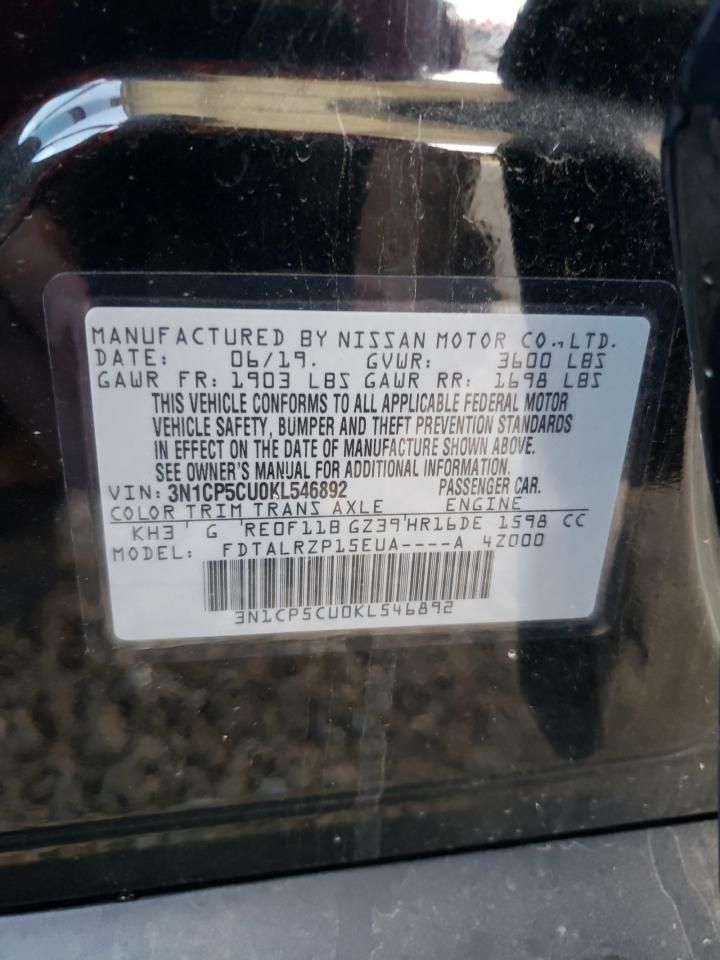 MANUFACTURED BY NISSAN MOTOR CO., LTD.
DATE: 06/19. GVWR: 3600 LBS
GAWR FR: 1903 LBS GAWR RR: 1698 LBS
THIS VEHICLE CONFORMS TO ALL APPLICABLE FEDERAL MOTOR
VEHICLE SAFETY, BUMPER AND THEFT PREVENTION STANDARDS
IN EFFECT ON THE DATE OF MANUFACTURE SHOWN ABOVE.
SEE OWNER'S MANUAL FOR ADDITIONAL INFORMATION.
VIN: 3N1CP5CU0KL546892 PASSENGER CAR.
COLOR TRIM TRANS AXLE ENGINE
KH3 G RE0F11B GZ39 HR16DE 1598 CC
MODEL: FDTALRZP15EUA----A 4Z000
3N1CP5CU0KL546892